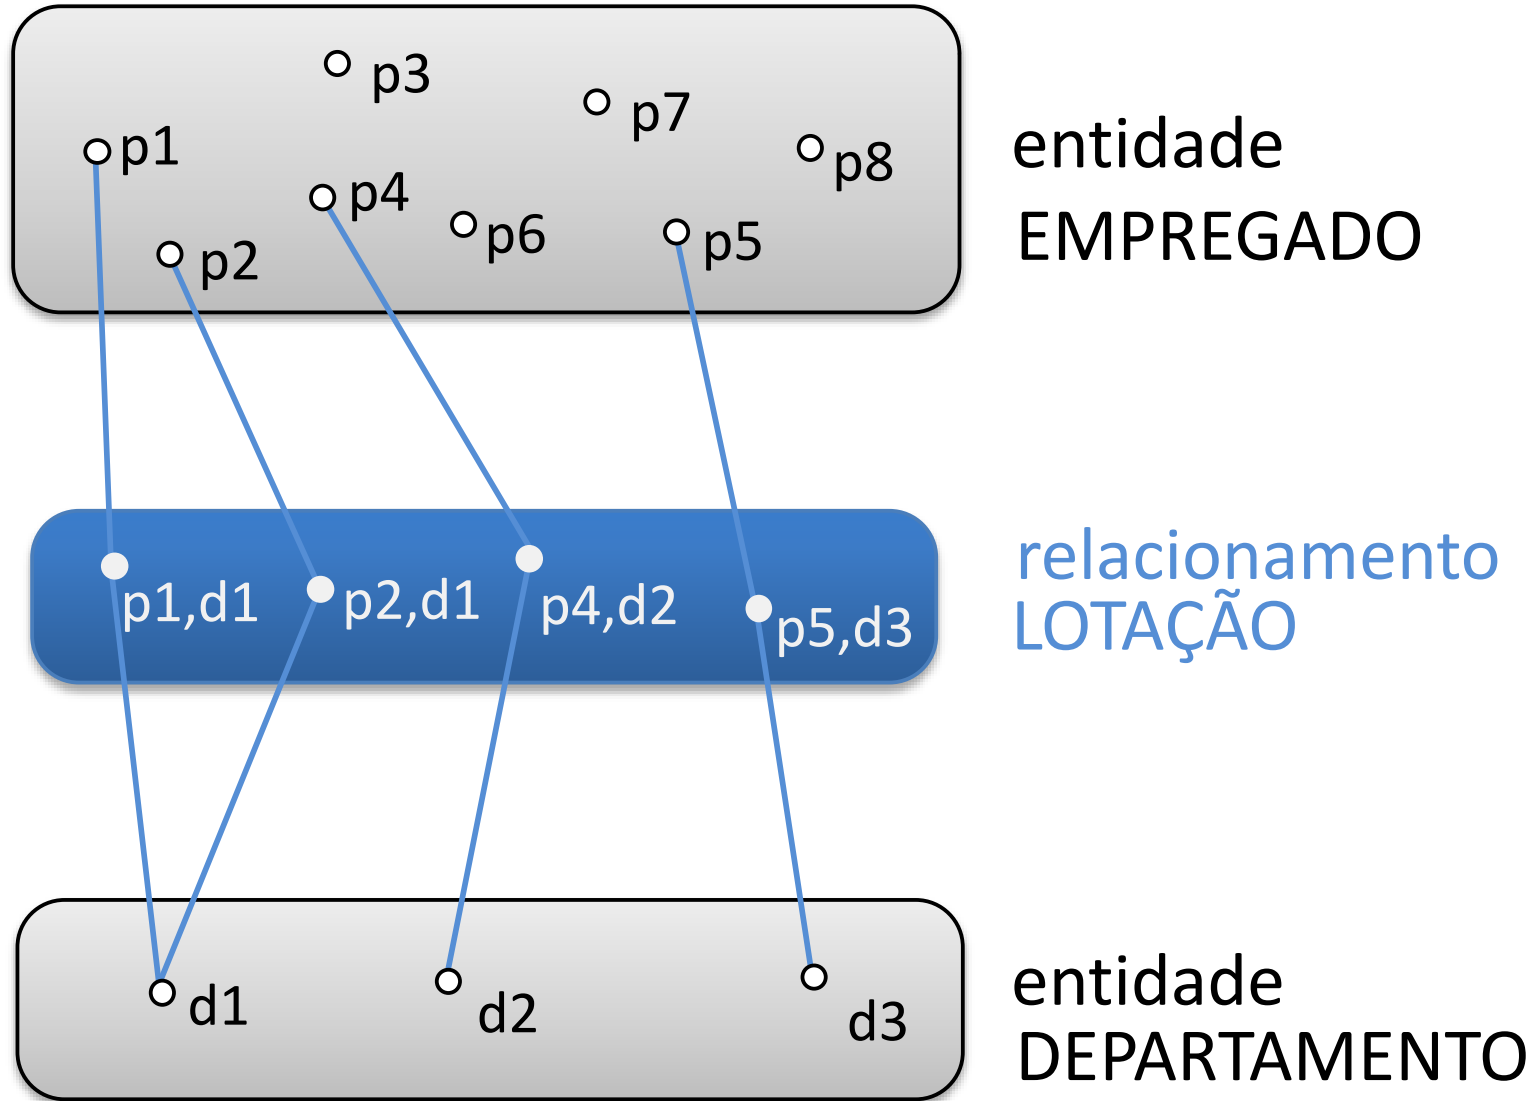 p3
p7
p1
p8
p4
p6
p5
p2
entidade
EMPREGADO
p1,d1
p2,d1
p4,d2
p5,d3
relacionamento
LOTAÇÃO
d1
d2
d3
entidade
DEPARTAMENTO